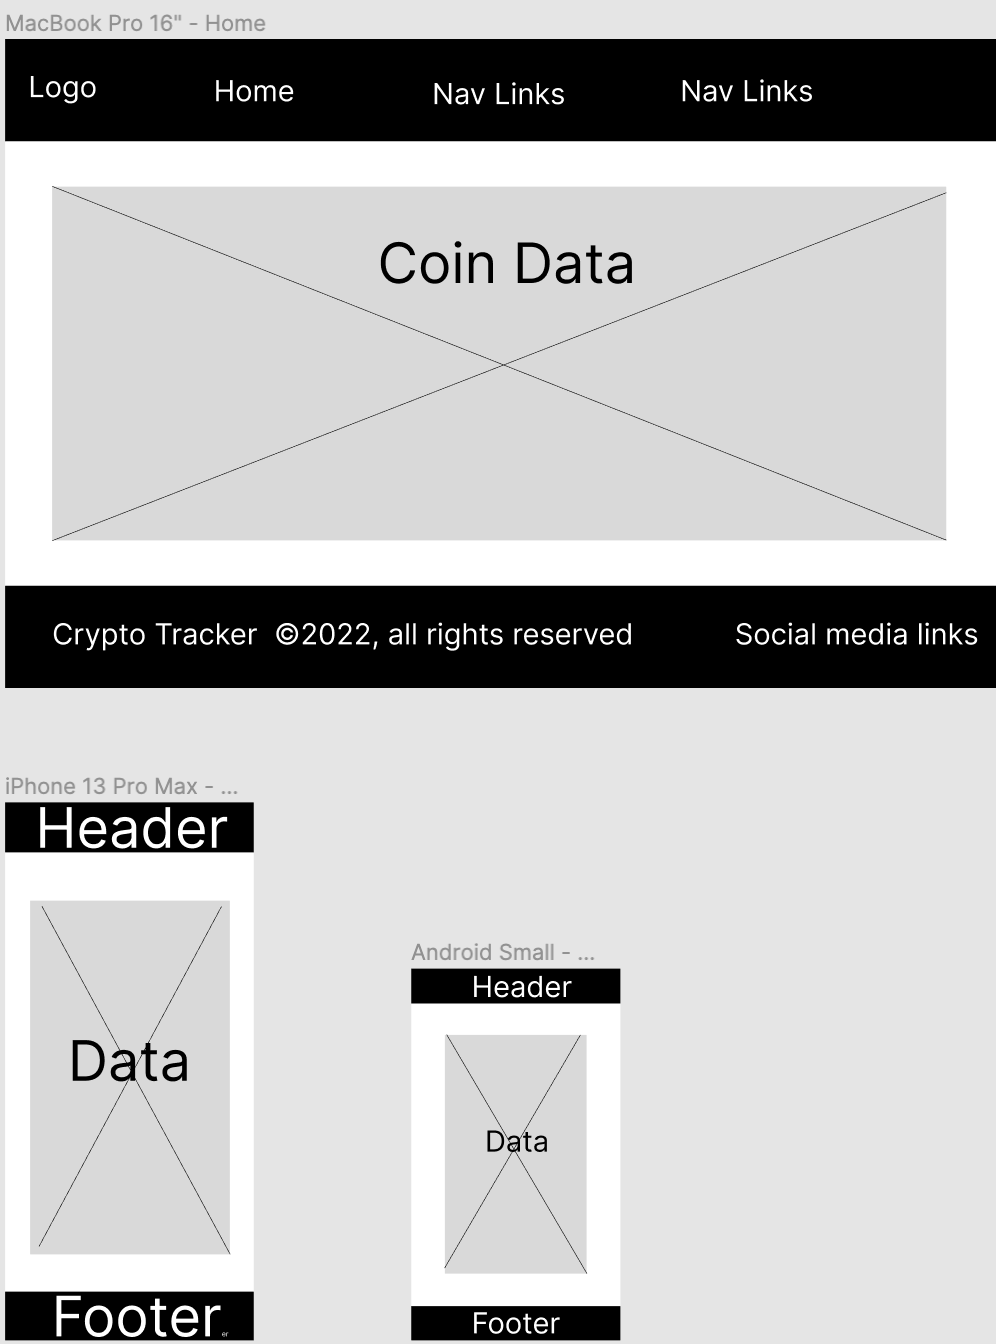 MacBook Pro 16" - Home
Logo Home Nav Links Nav Links
Coin Data
Crypto Tracker ©2022, all rights reserved Social media links
iPhone 13 Pro Max - ...
Header
Data
Footer
er
Android Small - ...
Header
Data
Footer